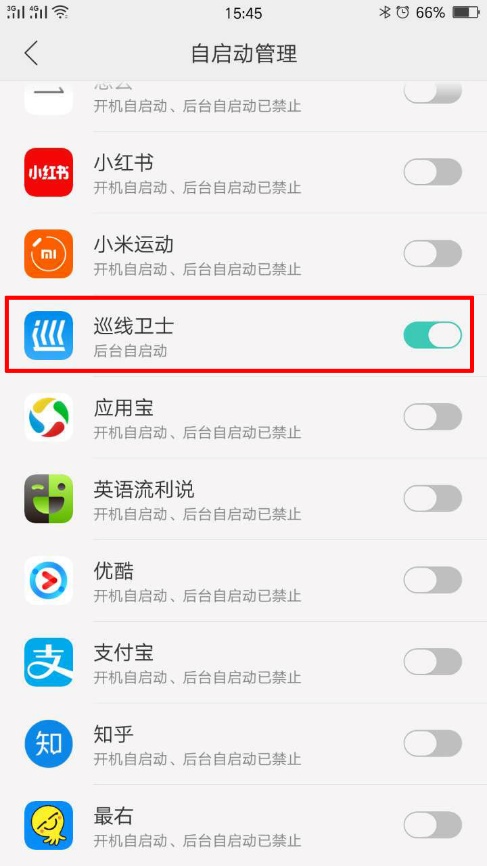 3G 4G 15:45 66%
自启动管理
开机自启动、后台自启动已禁止
小红书
小红书
开机自启动、后台自启动已禁止
mi
小米运动
开机自启动、后台自启动已禁止
巡线卫士
后台自启动
应用宝
开机自启动、后台自启动已禁止
英语流利说
开机自启动、后台自启动已禁止
优酷
开机自启动、后台自启动已禁止
支
支付宝
开机自启动、后台自启动已禁止
知
知乎
开机自启动、后台自启动已禁止
最右
开机自启动、后台自启动已禁止